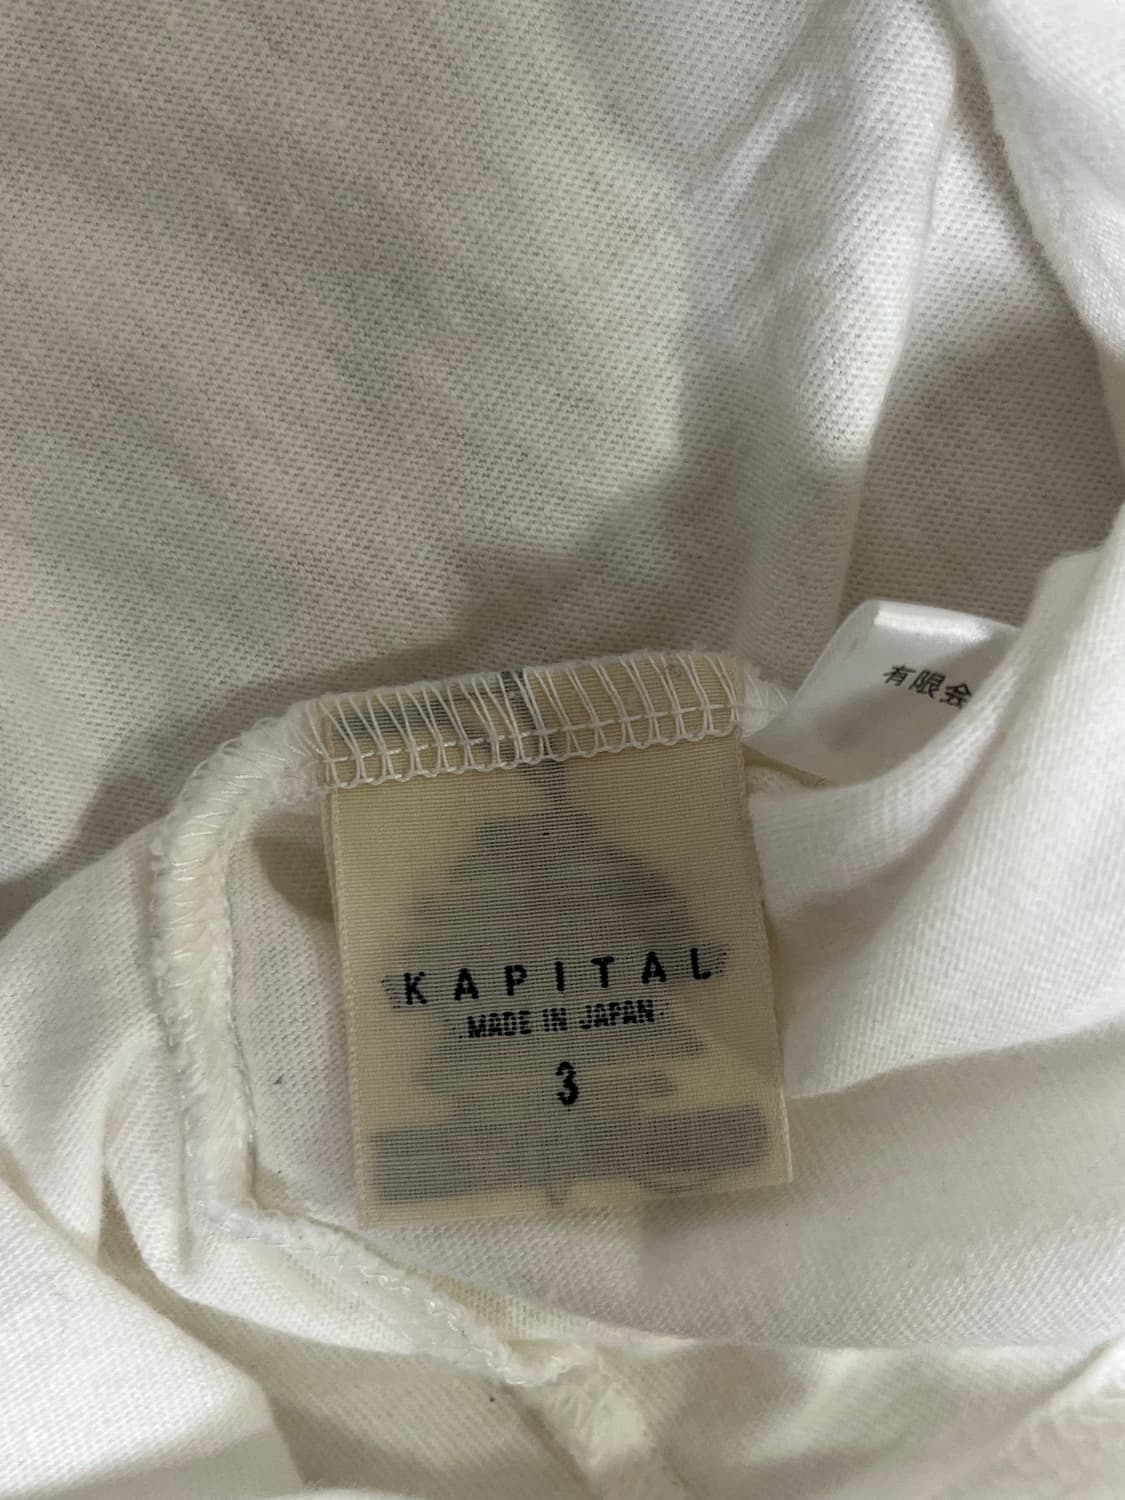 有限会
KAPITAL
MADE IN JAPAN
3